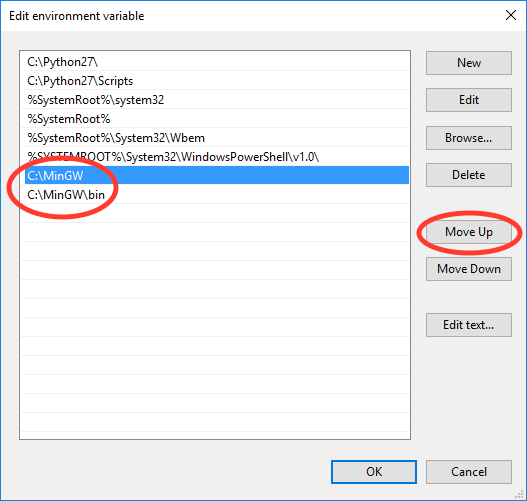 Edit environment variable
C:\Python27\
C:\Python27\Scripts
%SystemRoot%\system32
%SystemRoot%
%SystemRoot%\System32\Wbem
%SYSTEMROOT%\System32\WindowsPowerShell\v1.0\
C:\MinGW
C:\MinGW\bin
New
Edit
Browse...
Delete
Move Up
Move Down
Edit text...
OK
Cancel